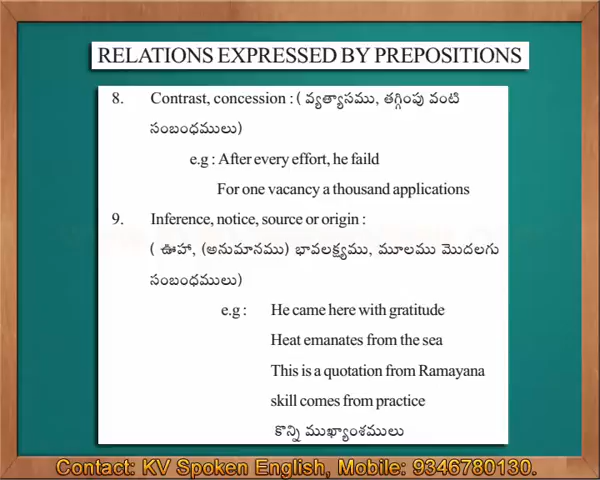 RELATIONS EXPRESSED BY PREPOSITIONS
8. Contrast, concession : ( వ్యత్యాసము, తగ్గింపు వంటి
సంబంధములు)
e.g : After every effort, he faild
For one vacancy a thousand applications
9. Inference, notice, source or origin :
( ఊహా, (అనుమానము) భావలక్ష్యము, మూలము మొదలగు
సంబంధములు)
e.g : He came here with gratitude
Heat emanates from the sea
This is a quotation from Ramayana
skill comes from practice
కొన్ని ముఖ్యాంశములు
Contact: KV Spoken English, Mobile: 9346780130.